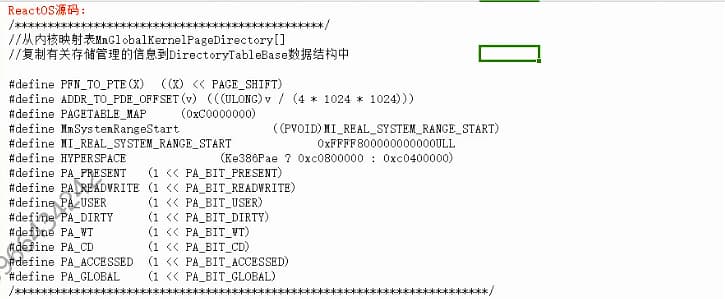 ReactOS源码:
/***********************************************/
//从内核映射表MmGlobalKernelPageDirectory[]
//复制有关存储管理的信息到DirectoryTableBase数据结构中
#define PFN_TO_PTE(X) ((X) << PAGE_SHIFT)
#define ADDR_TO_PDE_OFFSET(v) (((ULONG)v / (4 * 1024 * 1024)))
#define PAGETABLE_MAP (0xC0000000)
#define MmSystemRangeStart ((PVOID)MI_REAL_SYSTEM_RANGE_START)
#define MI_REAL_SYSTEM_RANGE_START 0xFFFF800000000000ULL
#define HYPERSPACE (Ke386Pae ? 0xc0800000 : 0xc0400000)
#define PA_PRESENT (1 << PA_BIT_PRESENT)
#define PA_READWRITE (1 << PA_BIT_READWRITE)
#define PA_USER (1 << PA_BIT_USER)
#define PA_DIRTY (1 << PA_BIT_DIRTY)
#define PA_WT (1 << PA_BIT_WT)
#define PA_CD (1 << PA_BIT_CD)
#define PA_ACCESSED (1 << PA_BIT_ACCESSED)
#define PA_GLOBAL (1 << PA_BIT_GLOBAL)
/************************************************************************/